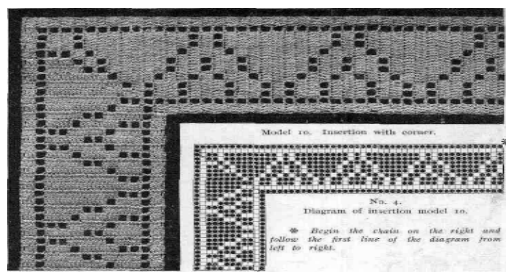 Model 10. Insertion with corner.
No. 4.
Diagram of insertion model 10.
✽ Begin the chain on the right and
follow the first line of the diagram from
left to right.